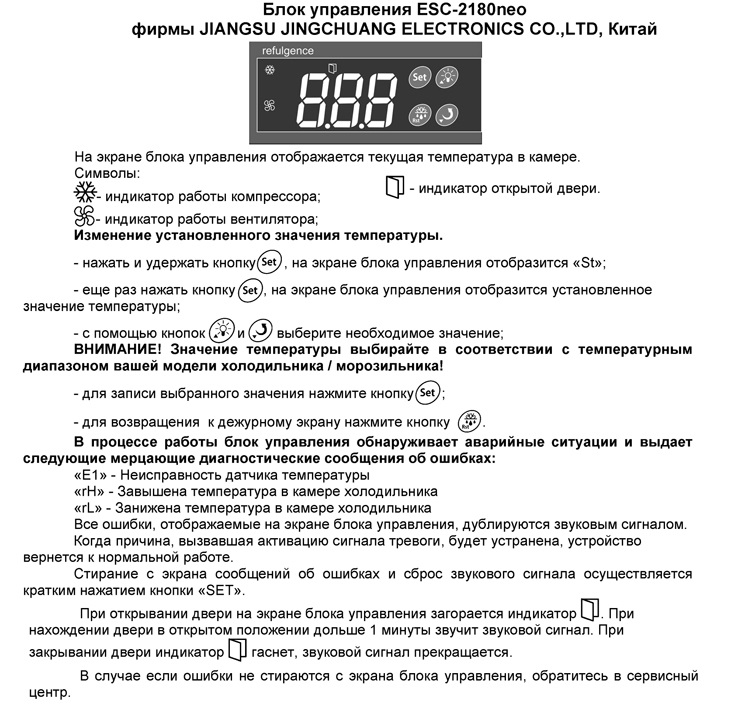 Блок управления ESC-2180neo
фирмы JIANGSU JINGCHUANG ELECTRONICS CO.,LTD, Китай
refulgence
8.8.8
Set
Rst
На экране блока управления отображается текущая температура в камере.
Символы:
- индикатор работы компрессора;
- индикатор открытой двери.
- индикатор работы вентилятора;
Изменение установленного значения температуры.
- нажать и удержать кнопку Set , на экране блока управления отобразится «St»;
- еще раз нажать кнопку Set, на экране блока управления отобразится установленное
значение температуры;
- с помощью кнопок и выберите необходимое значение;
ВНИМАНИЕ! Значение температуры выбирайте в соответствии с температурным
диапазоном вашей модели холодильника / морозильника!
- для записи выбранного значения нажмите кнопку Set ;
- для возвращения к дежурному экрану нажмите кнопку Rst .
В процессе работы блок управления обнаруживает аварийные ситуации и выдает
следующие мерцающие диагностические сообщения об ошибках:
«E1» - Неисправность датчика температуры
«rH» - Завышена температура в камере холодильника
«rL» - Занижена температура в камере холодильника
Все ошибки, отображаемые на экране блока управления, дублируются звуковым сигналом.
Когда причина, вызвавшая активацию сигнала тревоги, будет устранена, устройство
вернется к нормальной работе.
Стирание с экрана сообщений об ошибках и сброс звукового сигнала осуществляется
кратким нажатием кнопки «SET».
При открывании двери на экране блока управления загорается индикатор . При
нахождении двери в открытом положении дольше 1 минуты звучит звуковой сигнал. При
закрывании двери индикатор гаснет, звуковой сигнал прекращается.
В случае если ошибки не стираются с экрана блока управления, обратитесь в сервисный
центр.